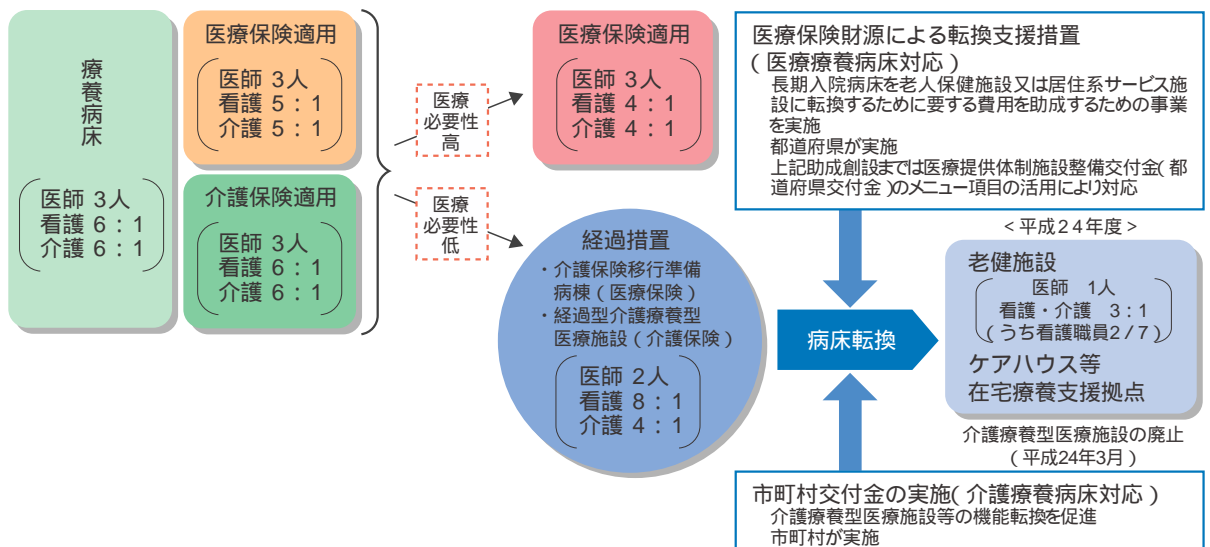 療養病床
医師 3人
看護 6：1
介護 6：1
医療保険適用
医師 3人
看護 5：1
介護 5：1
介護保険適用
医師 3人
看護 6：1
介護 6：1
医療
必要性
高
医療
必要性
低
医療保険適用
医師 3人
看護 4：1
介護 4：1
経過措置
・介護保険移行準備
病棟（医療保険）
・経過型介護療養型
医療施設（介護保険）
医師 2人
看護 8：1
介護 4：1
医療保険財源による転換支援措置
（医療療養病床対応）
長期入院病床を老人保健施設又は居住系サービス施
設に転換するために要する費用を助成するための事業
を実施
都道府県が実施
上記助成創設までは医療提供体制施設整備交付金（都
道府県交付金）のメニュー項目の活用により対応
病床転換
＜平成24年度＞
老健施設
医師 1人
看護・介護 3：1
（うち看護職員2／7）
ケアハウス等
在宅療養支援拠点
介護療養型医療施設の廃止
（平成24年3月）
市町村交付金の実施（介護療養病床対応）
介護療養型医療施設等の機能転換を促進
市町村が実施